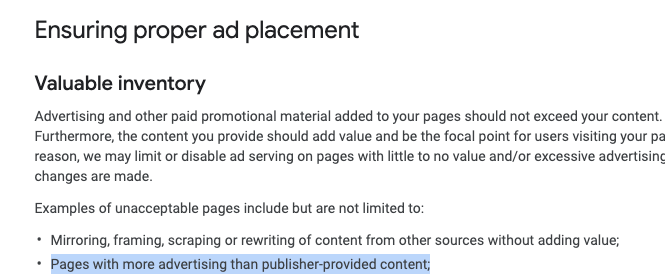 Ensuring proper ad placement
Valuable inventory
Advertising and other paid promotional material added to your pages should not exceed your content.
Furthermore, the content you provide should add value and be the focal point for users visiting your pa
reason, we may limit or disable ad serving on pages with little to no value and/or excessive advertising
changes are made.
Examples of unacceptable pages include but are not limited to:
• Mirroring, framing, scraping or rewriting of content from other sources without adding value;
• Pages with more advertising than publisher-provided content;